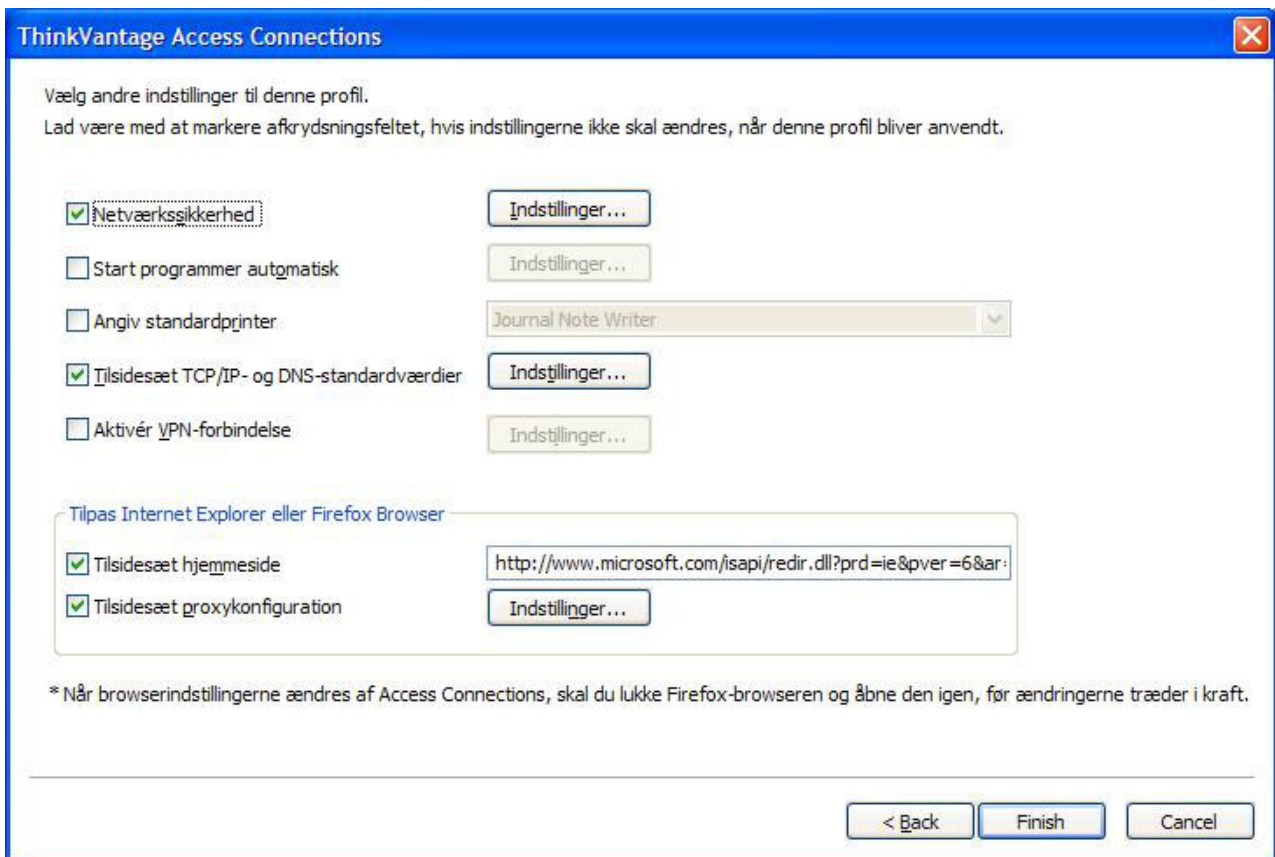 ThinkVantage Access Connections
Vælg andre indstillinger til denne profil.
Lad være med at markere afkrydsningsfeltet, hvis indstillingerne ikke skal ændres, når denne profil bliver anvendt.
Netværkssikkerhed Indstillinger...
Start programmer automatisk Indstillinger...
Angiv standardprinter Journal Note Writer
Tilsidesæt TCP/IP- og DNS-standardværdier Indstillinger...
Aktivér VPN-forbindelse Indstillinger...
Tilpas Internet Explorer eller Firefox Browser
Tilsidesæt hjemmeside http://www.microsoft.com/isapi/redir.dll?prd=ie&pver=6&ar=
Tilsidesæt proxykonfiguration Indstillinger...
* Når browserindstillingerne ændres af Access Connections, skal du lukke Firefox-browseren og åbne den igen, før ændringerne træder i kraft.
< Back Finish Cancel